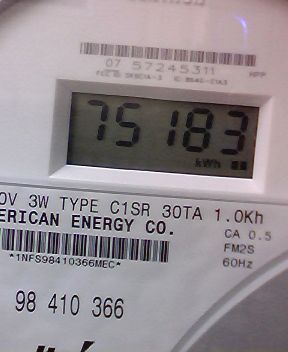 07 57245311
HPP
75183
kWh
0V 3W TYPE C1SR 30TA 1.0Kh
ERICAN ENERGY CO.
CA 0.5
FM2S
60Hz
*1NFS98410366MEC*
98 410 366